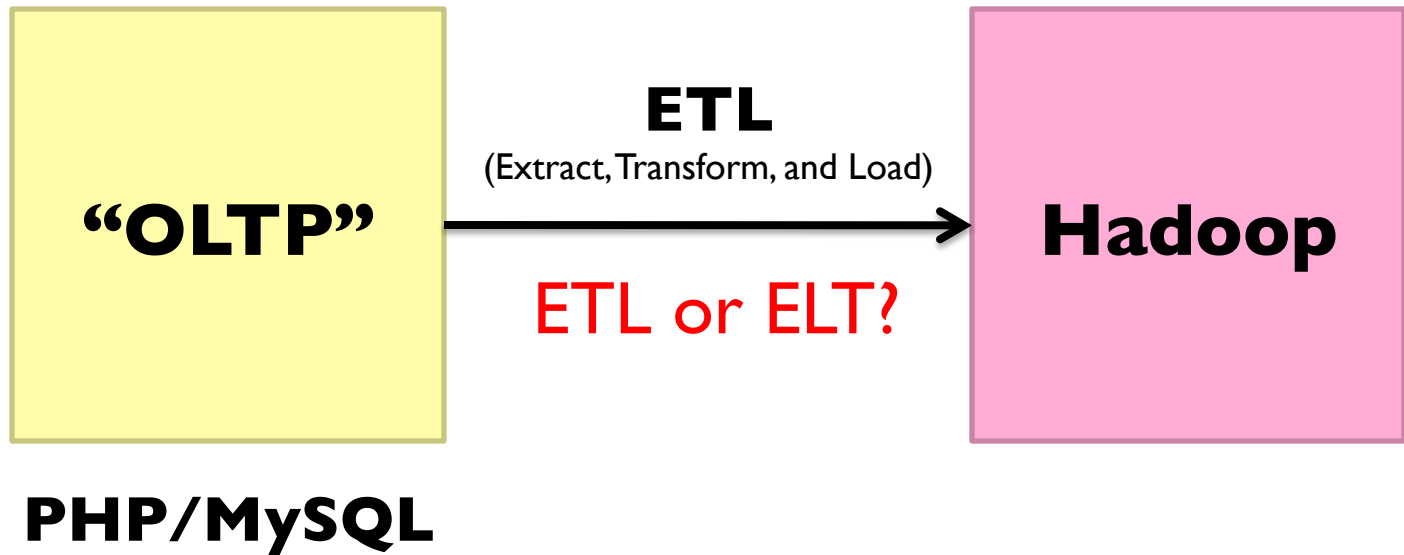 “OLTP”
ETL
(Extract, Transform, and Load)
ETL or ELT?
Hadoop
PHP/MySQL